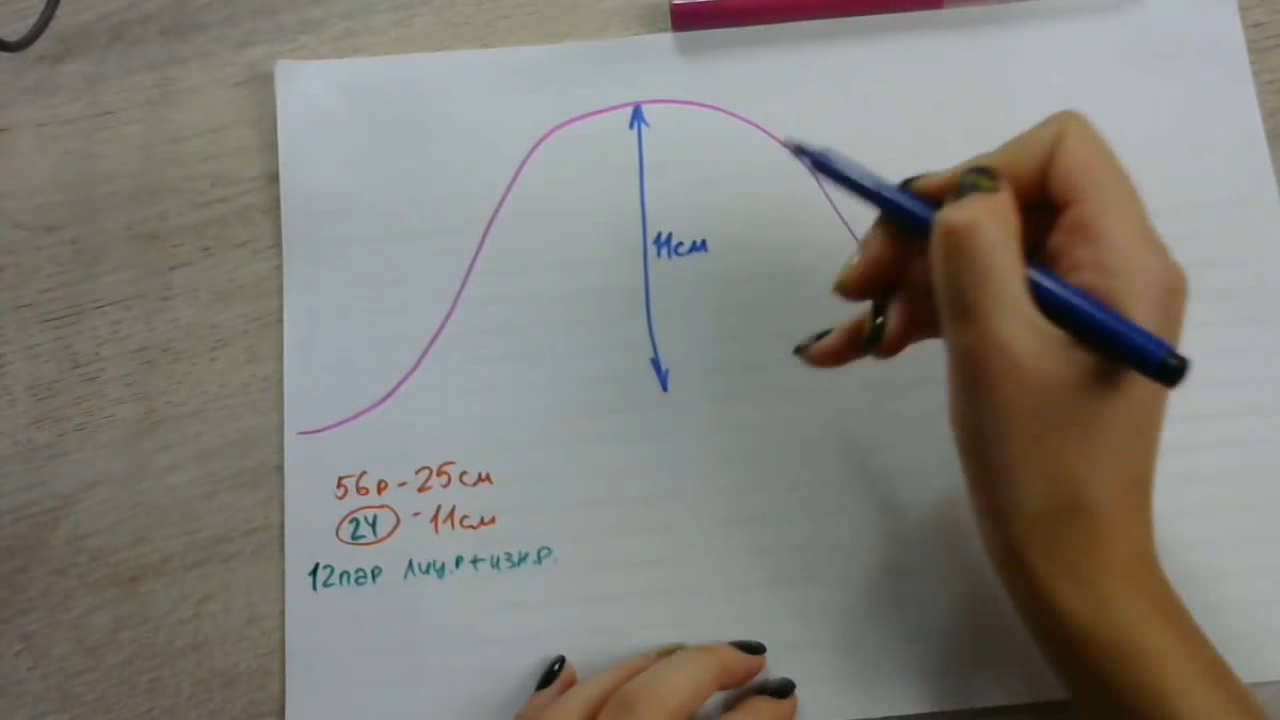 11см
56р - 25см
24 - 11см
12пар лиц.р + изн.р.